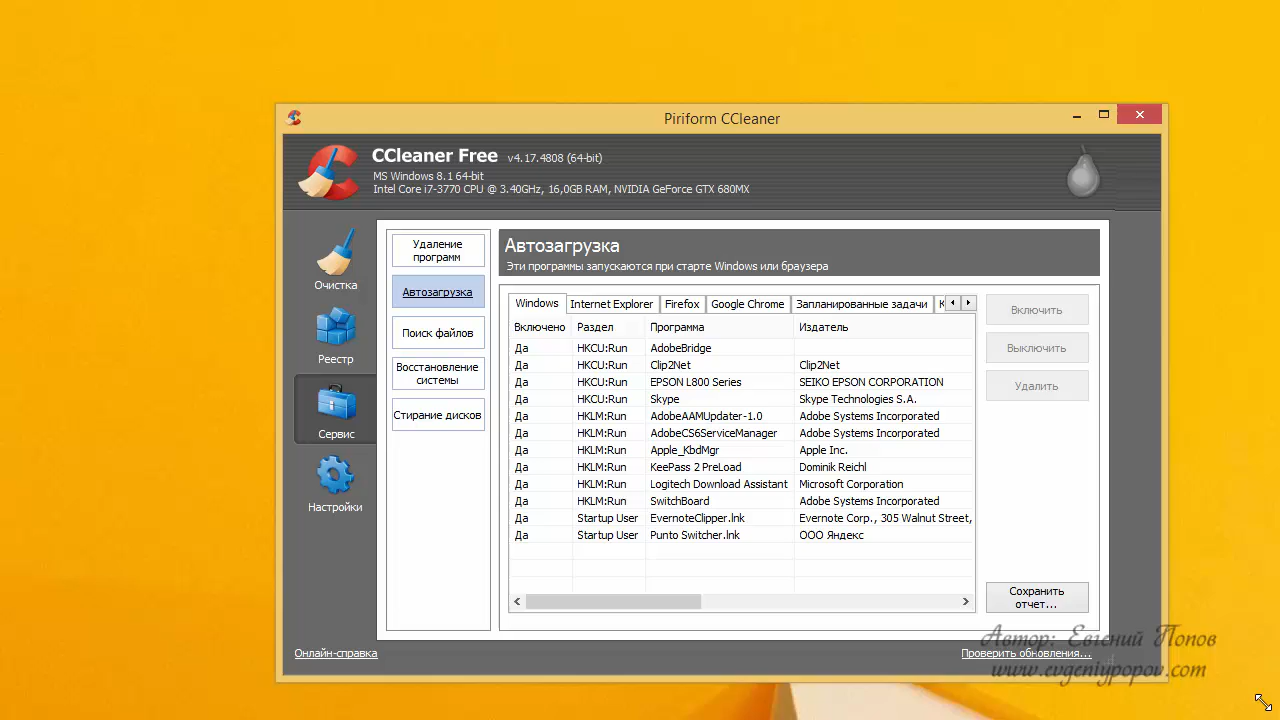 Piriform CCleaner
CCleaner Free v4.17.4808 (64-bit)
MS Windows 8.1 64-bit
Intel Core i7-3770 CPU @ 3.40GHz, 16,0GB RAM, NVIDIA GeForce GTX 680MX
Очистка
Реестр
Сервис
Настройки
Удаление
программ
Автозагрузка
Поиск файлов
Восстановление
системы
Стирание дисков
Автозагрузка
Эти программы запускаются при старте Windows или браузера
Windows Internet Explorer Firefox Google Chrome Запланированные задачи К
Включено Раздел Программа Издатель
Да HKCU:Run AdobeBridge
Да HKCU:Run Clip2Net Clip2Net
Да HKCU:Run EPSON L800 Series SEIKO EPSON CORPORATION
Да HKCU:Run Skype Skype Technologies S.A.
Да HKLM:Run AdobeAAMUpdater-1.0 Adobe Systems Incorporated
Да HKLM:Run AdobeCS6ServiceManager Adobe Systems Incorporated
Да HKLM:Run Apple_KbdMgr Apple Inc.
Да HKLM:Run KeePass 2 PreLoad Dominik Reichl
Да HKLM:Run Logitech Download Assistant Microsoft Corporation
Да HKLM:Run SwitchBoard Adobe Systems Incorporated
Да Startup User EvernoteClipper.lnk Evernote Corp., 305 Walnut Street,
Да Startup User Punto Switcher.lnk ООО Яндекс
Включить
Выключить
Удалить
Сохранить
отчет...
Онлайн-справка
Проверить обновления...
Автор: Евгений Попов
www.evgeniypopov.com